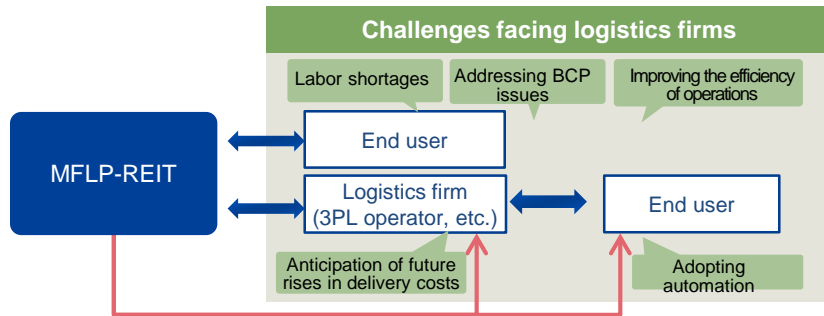 Challenges facing logistics firms
Labor shortages
Addressing BCP
issues
Improving the efficiency
of operations
End user
MFLP-REIT
Logistics firm
(3PL operator, etc.)
End user
Anticipation of future
rises in delivery costs
Adopting
automation